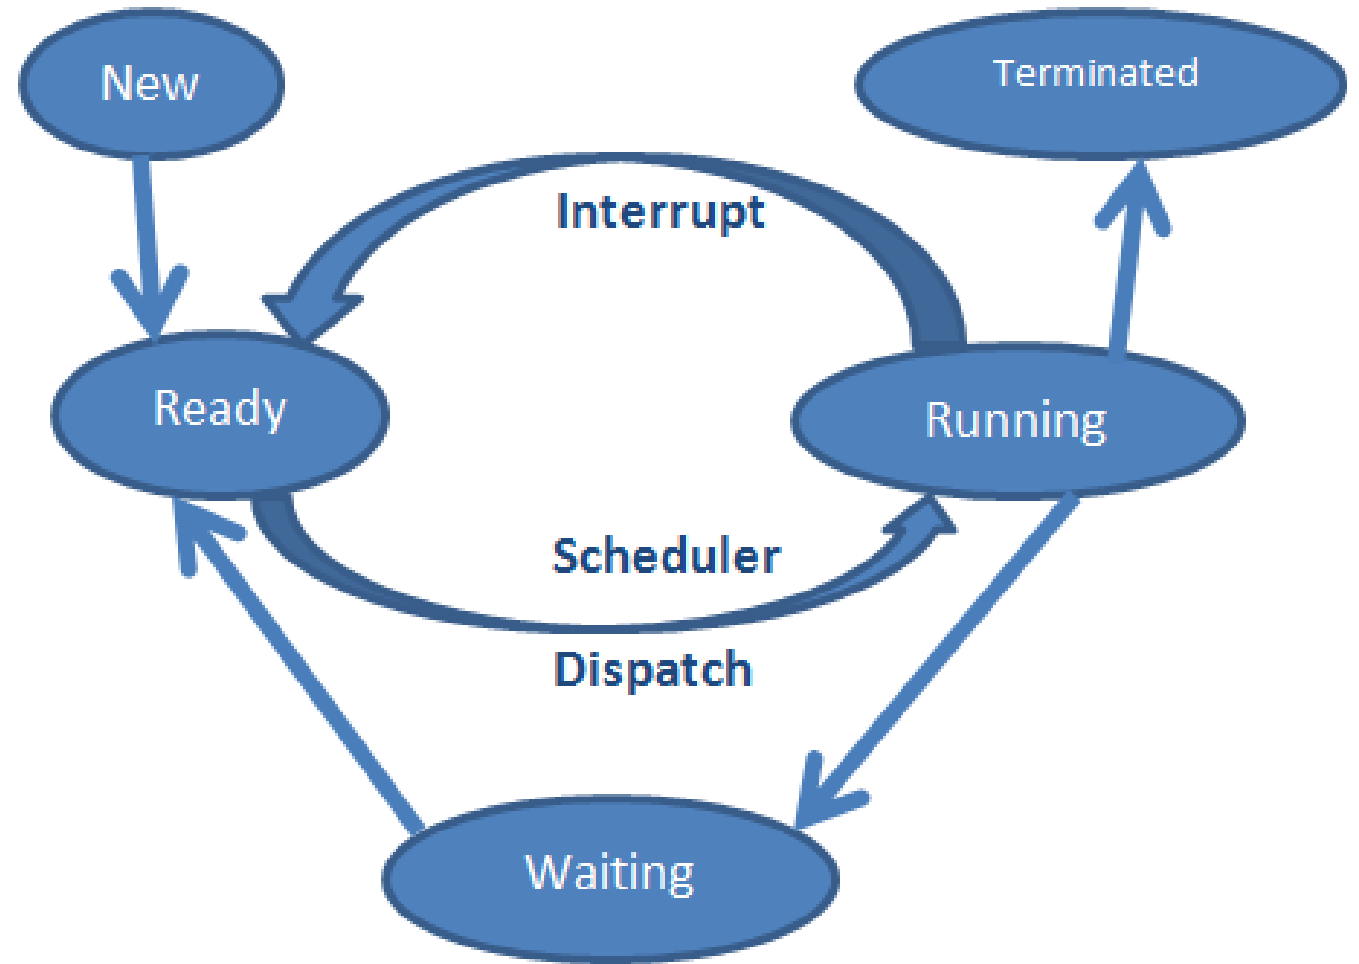 New
Terminated
Interrupt
Ready
Running
Scheduler
Dispatch
Waiting